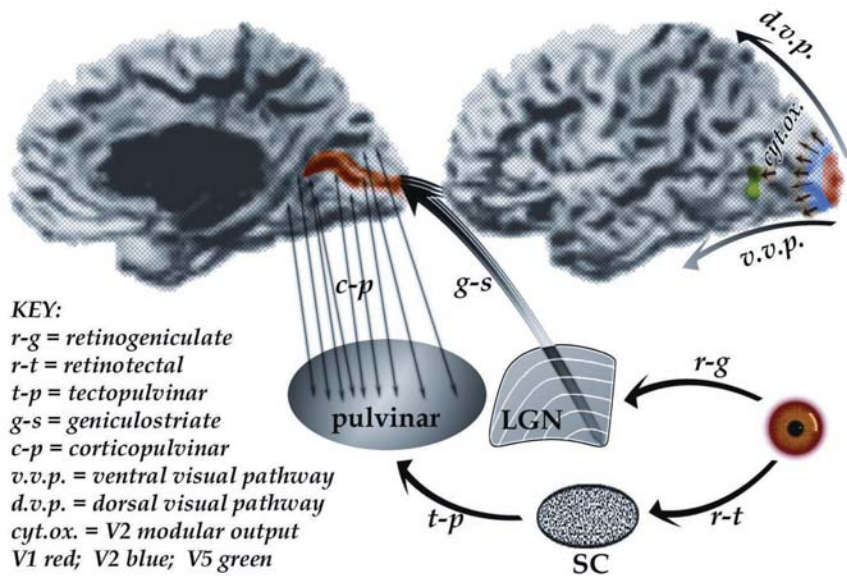 d.v.p.
cyt.ox.
v.v.p.
c-p
g-s
KEY:
r-g = retinogeniculate
r-t = retinotectal
t-p = tectopulvinar
g-s = geniculostriate
c-p = corticopulvinar
v.v.p. = ventral visual pathway
d.v.p. = dorsal visual pathway
cyt.ox. = V2 modular output
V1 red; V2 blue; V5 green
pulvinar
LGN
r-g
t-p
r-t
SC